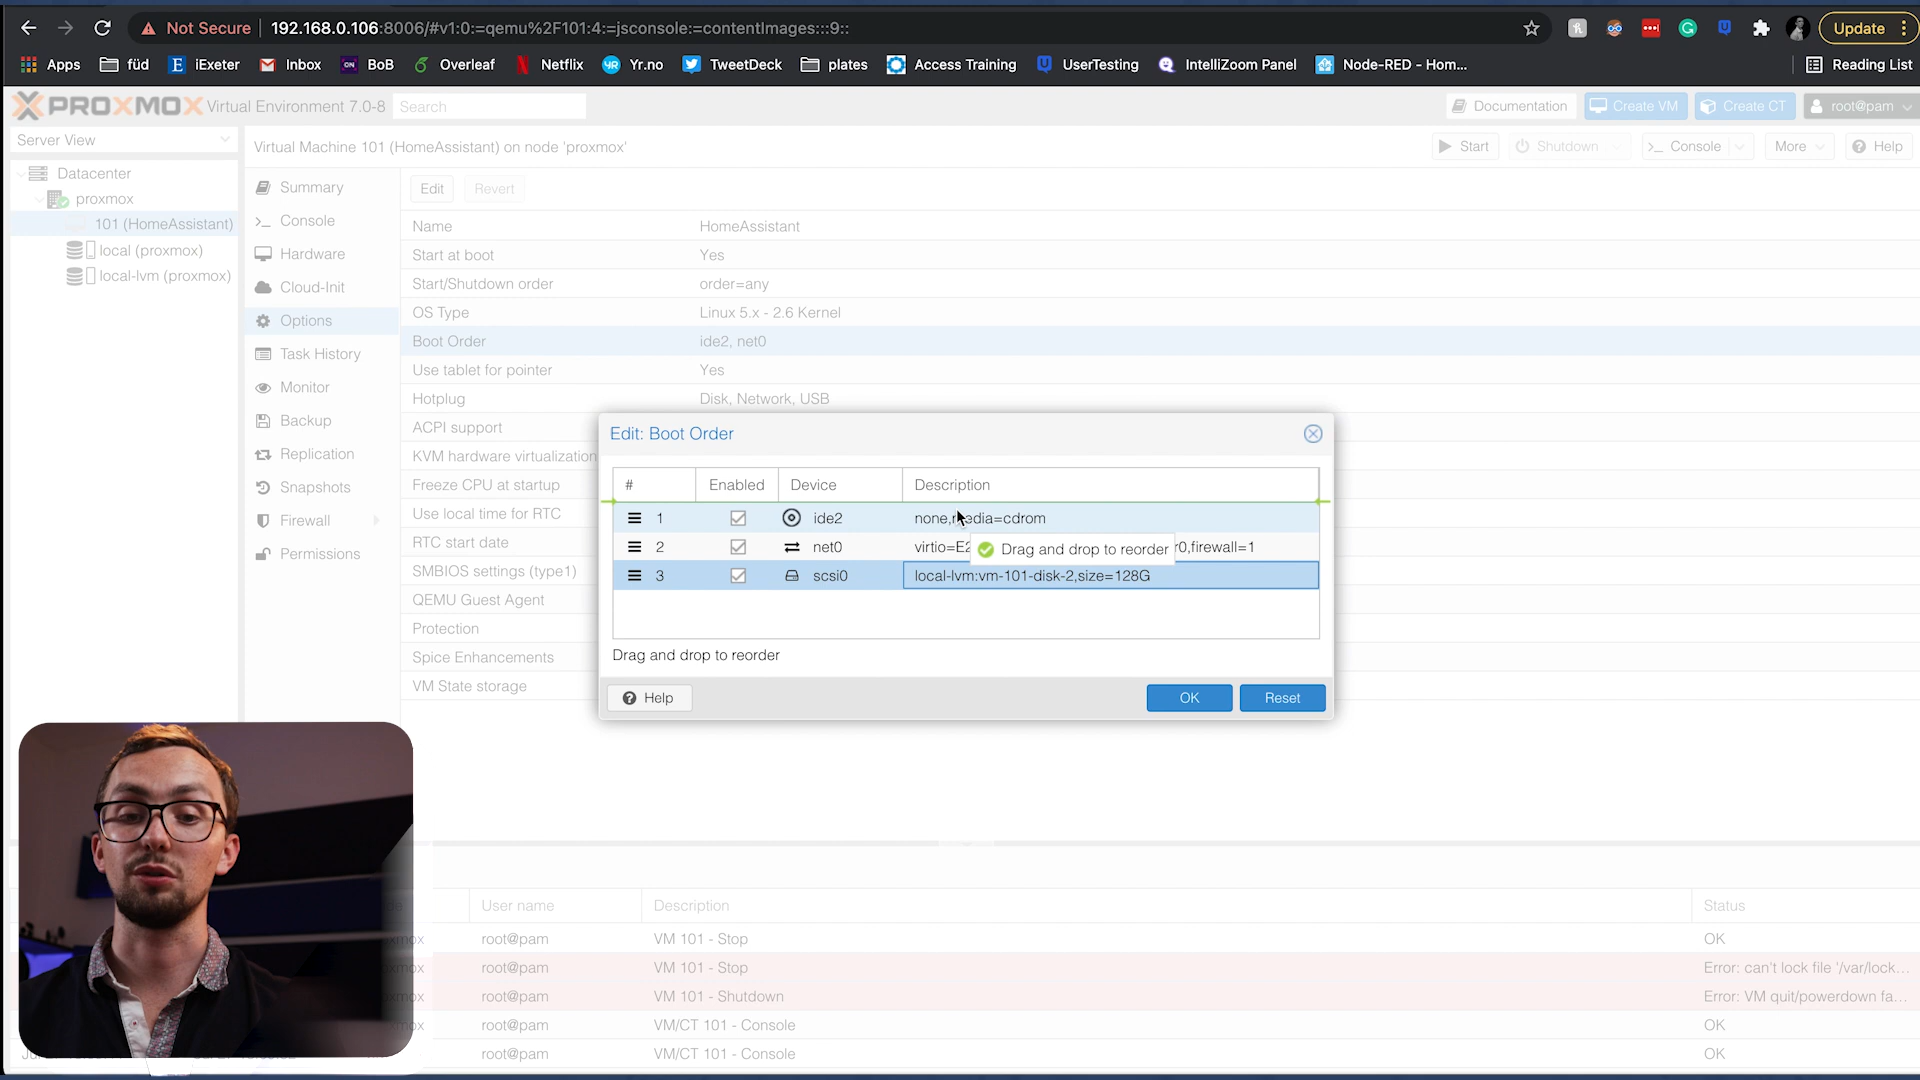 Not Secure 192.168.0.106:8006/#v1:0:=qemu%2F101:4:=jsconsole:=contentImages:::9:: Update
Apps füd iExeter Inbox BoB Overleaf Netflix Yr.no TweetDeck plates Access Training UserTesting IntelliZoom Panel Node-RED - Hom... Reading List
PROXMOX Virtual Environment 7.0-8 Search Documentation Create VM Create CT root@pam
Server View
Virtual Machine 101 (HomeAssistant) on node 'proxmox' Start Shutdown Console More Help
Datacenter
proxmox
101 (HomeAssistant)
local (proxmox)
local-lvm (proxmox)
Summary
Console
Hardware
Cloud-Init
Options
Task History
Monitor
Backup
Replication
Snapshots
Firewall
Permissions
Edit Revert
Name HomeAssistant
Start at boot Yes
Start/Shutdown order order=any
OS Type Linux 5.x - 2.6 Kernel
Boot Order ide2, net0
Use tablet for pointer Yes
Hotplug Disk, Network, USB
ACPI support
KVM hardware virtualization
Freeze CPU at startup
Use local time for RTC
RTC start date
SMBIOS settings (type1)
QEMU Guest Agent
Protection
Spice Enhancements
VM State storage
Edit: Boot Order
# Enabled Device Description
1 ide2 none,media=cdrom
2 net0 virtio=E2 r0,firewall=1
Drag and drop to reorder
3 scsi0 local-lvm:vm-101-disk-2,size=128G
Drag and drop to reorder
Help OK Reset
User name Description Status
root@pam VM 101 - Stop OK
root@pam VM 101 - Stop Error: can't lock file '/var/lock...
root@pam VM 101 - Shutdown Error: VM quit/powerdown fa...
root@pam VM/CT 101 - Console OK
root@pam VM/CT 101 - Console OK